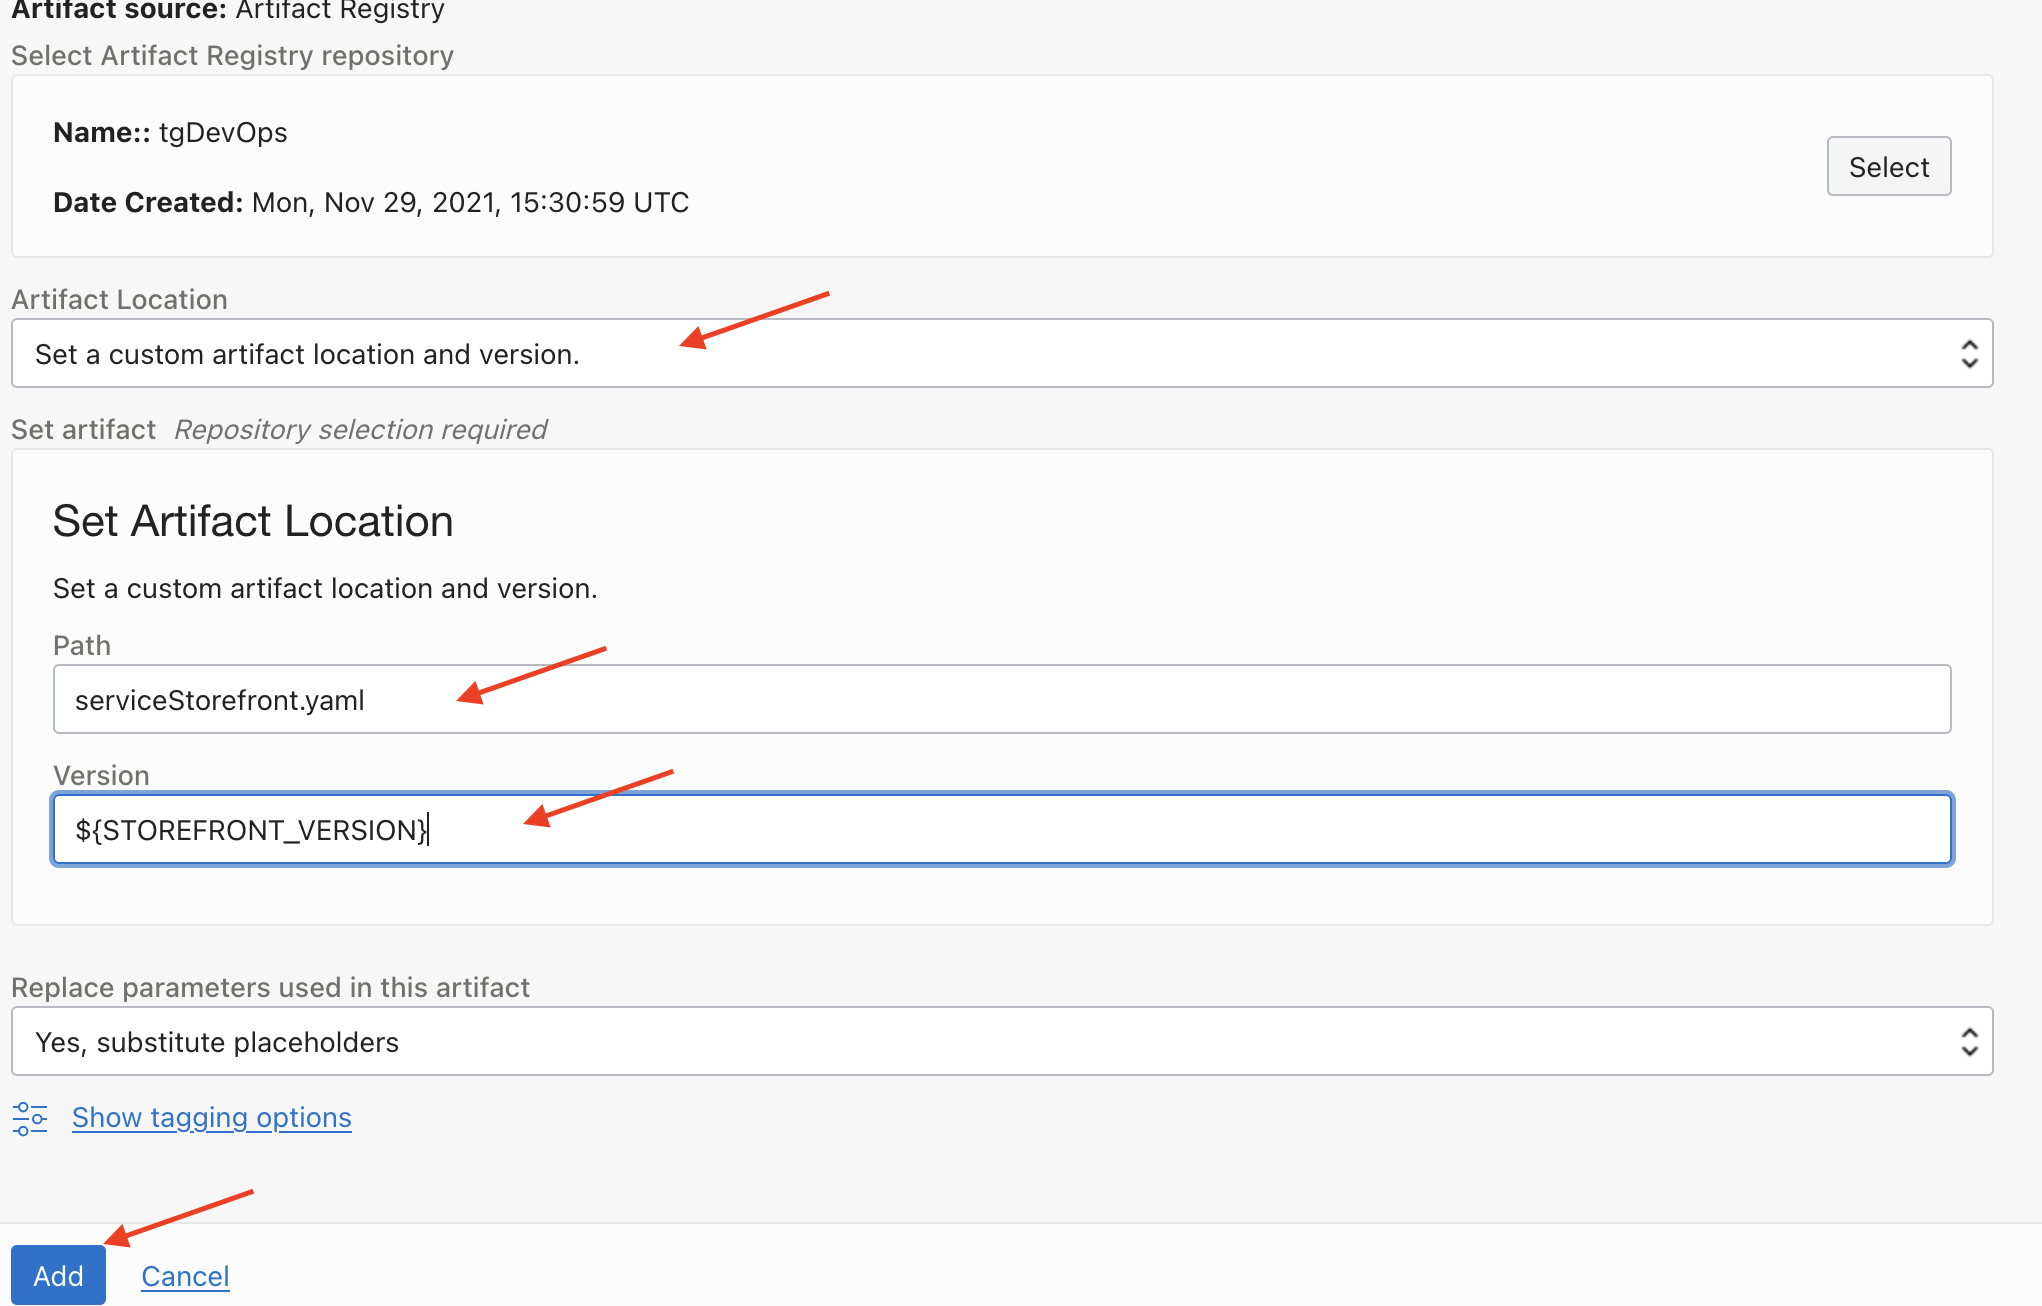 Artifact source: Artifact Registry
Select Artifact Registry repository
Name:: tgDevOps
Select
Date Created: Mon, Nov 29, 2021, 15:30:59 UTC
Artifact Location
Set a custom artifact location and version.
Set artifact Repository selection required
Set Artifact Location
Set a custom artifact location and version.
Path
serviceStorefront.yaml
Version
${STOREFRONT_VERSION}
Replace parameters used in this artifact
Yes, substitute placeholders
Show tagging options
Add Cancel